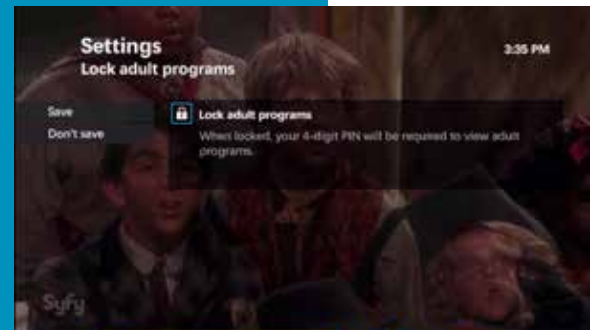 Settings
3:35 PM
Lock adult programs
Save
Lock adult programs
Don't save
When locked, your 4-digit PIN will be required to view adult
programs.
Syfy